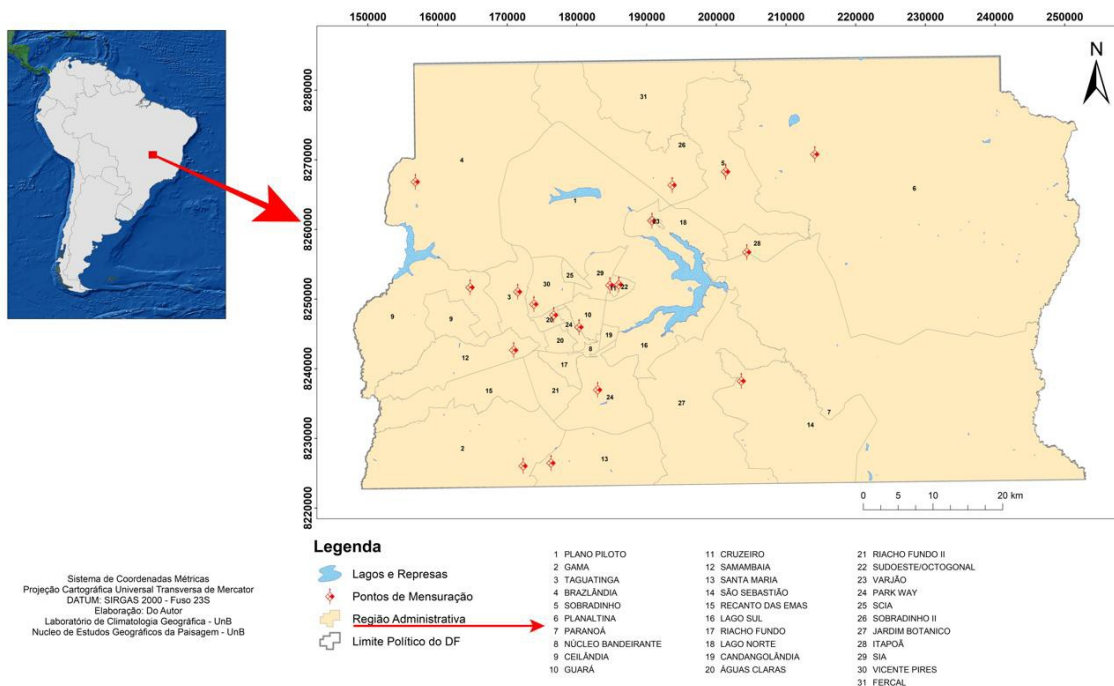 150000 160000 170000 180000 190000 200000 210000 220000 230000 240000 250000
N
8280000
8270000
8260000
8250000
8240000
8230000
8220000
31
26
5
4
6
1
23
18
28
25
29
30
11
22
3
9
9
10
20
24
19
20
8
16
12
17
15
21
24
27
7
14
2
13
0 5 10 20 km
Legenda
Lagos e Represas
Pontos de Mensuração
Região Administrativa
Limite Político do DF
1 PLANO PILOTO
2 GAMA
3 TAGUATINGA
4 BRAZLÂNDIA
5 SOBRADINHO
6 PLANALTINA
7 PARANOÁ
8 NÚCLEO BANDEIRANTE
9 CEILÂNDIA
10 GUARÁ
11 CRUZEIRO
12 SAMAMBAIA
13 SANTA MARIA
14 SÃO SEBASTIÃO
15 RECANTO DAS EMAS
16 LAGO SUL
17 RIACHO FUNDO
18 LAGO NORTE
19 CANDANGOLÂNDIA
20 ÁGUAS CLARAS
21 RIACHO FUNDO II
22 SUDOESTE/OCTOGONAL
23 VARJÃO
24 PARK WAY
25 SCIA
26 SOBRADINHO II
27 JARDIM BOTANICO
28 ITAPOÃ
29 SIA
30 VICENTE PIRES
31 FERCAL
Sistema de Coordenadas Métricas
Projeção Cartográfica Universal Transversa de Mercator
DATUM: SIRGAS 2000 - Fuso 23S
Elaboração: Do Autor
Laboratório de Climatologia Geográfica - UnB
Nucleo de Estudos Geográficos da Paisagem - UnB